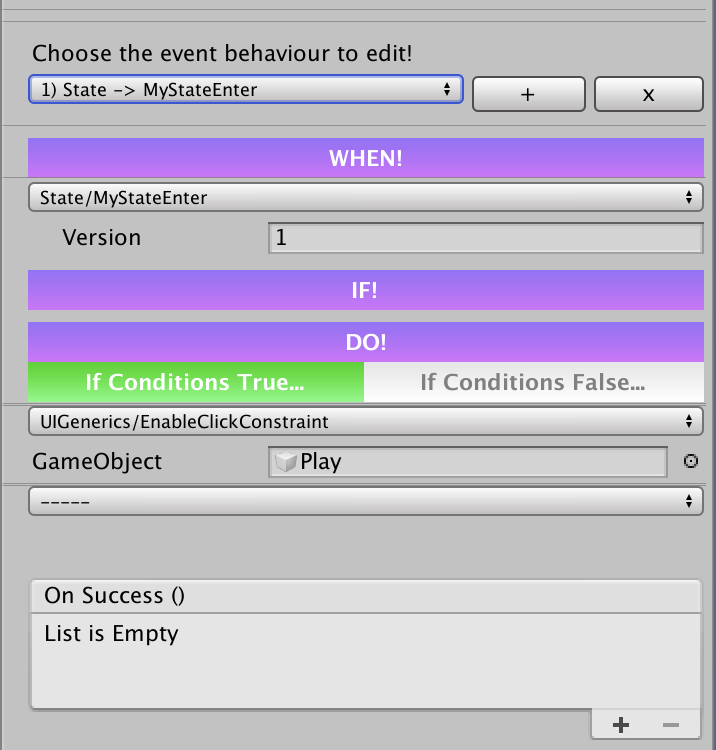 Choose the event behaviour to edit!
1) State -> MyStateEnter
+
x
WHEN!
State/MyStateEnter
Version 1
IF!
DO!
If Conditions True... If Conditions False...
UIGenerics/EnableClickConstraint
GameObject Play
-----
On Success ()
List is Empty
+ −